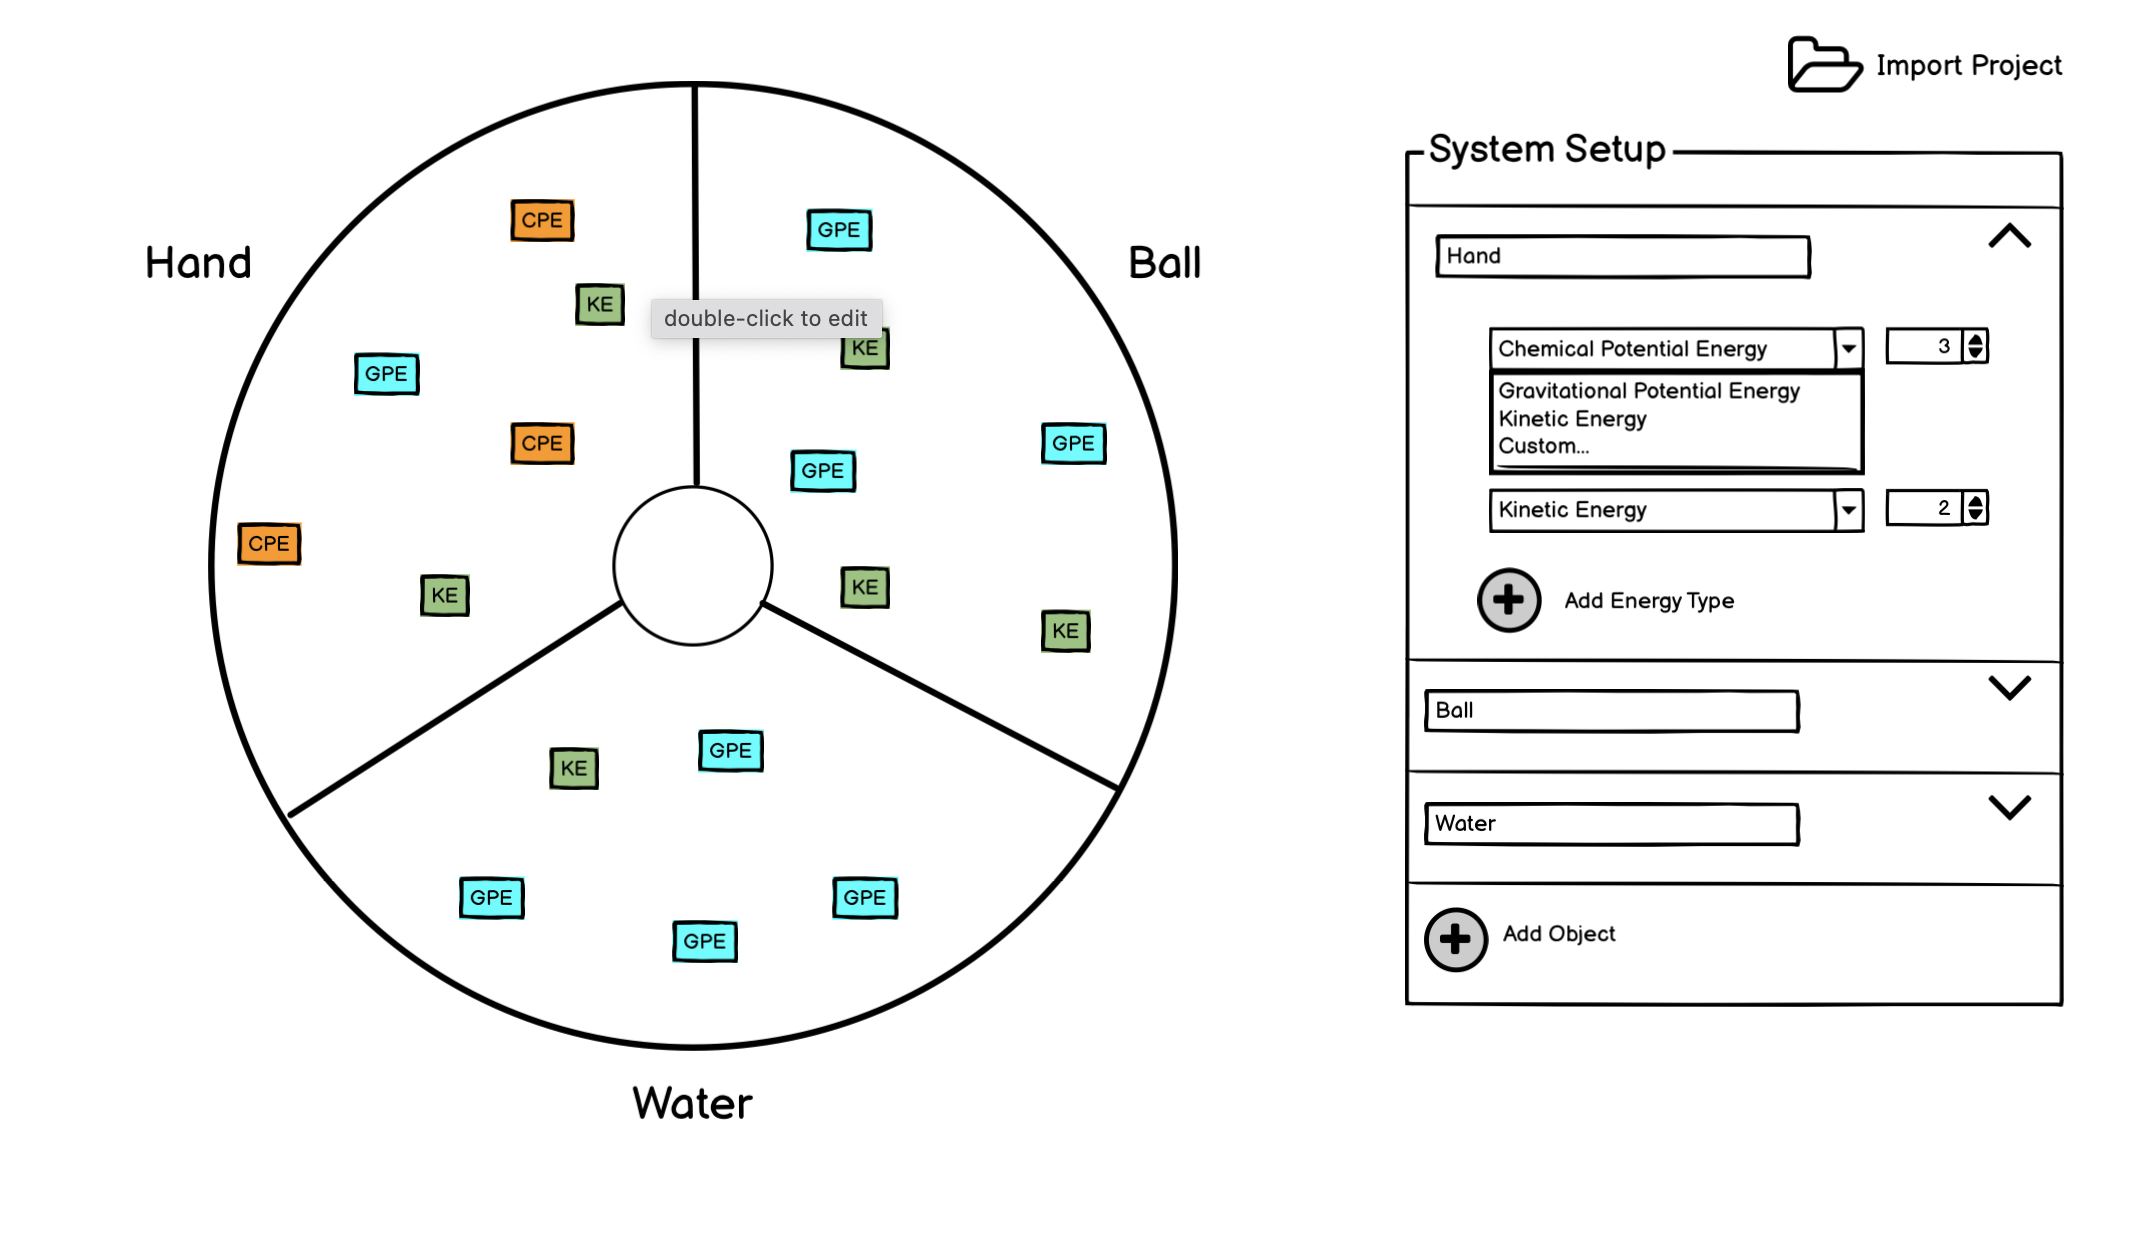 Import Project
System Setup
Hand
Ball
Water
CPE
KE
GPE
CPE
CPE
KE
GPE
double-click to edit
KE
GPE
GPE
KE
KE
KE
GPE
GPE
GPE
GPE
Hand
Chemical Potential Energy
3
Gravitational Potential Energy
Kinetic Energy
Custom...
Kinetic Energy
2
Add Energy Type
Ball
Water
Add Object